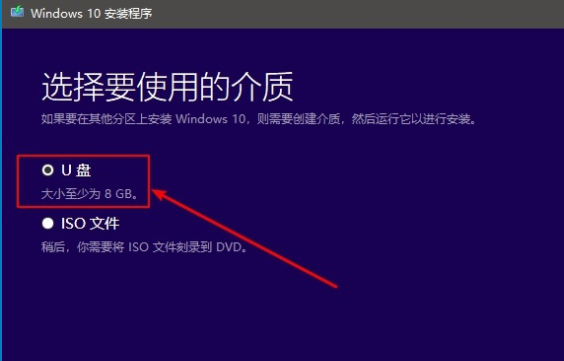 Windows 10 安装程序
选择要使用的介质
如果要在其他分区上安装 Windows 10，则需要创建介质，然后运行它以进行安装。
U 盘
大小至少为 8 GB。
ISO 文件
稍后，你需要将 ISO 文件刻录到 DVD。